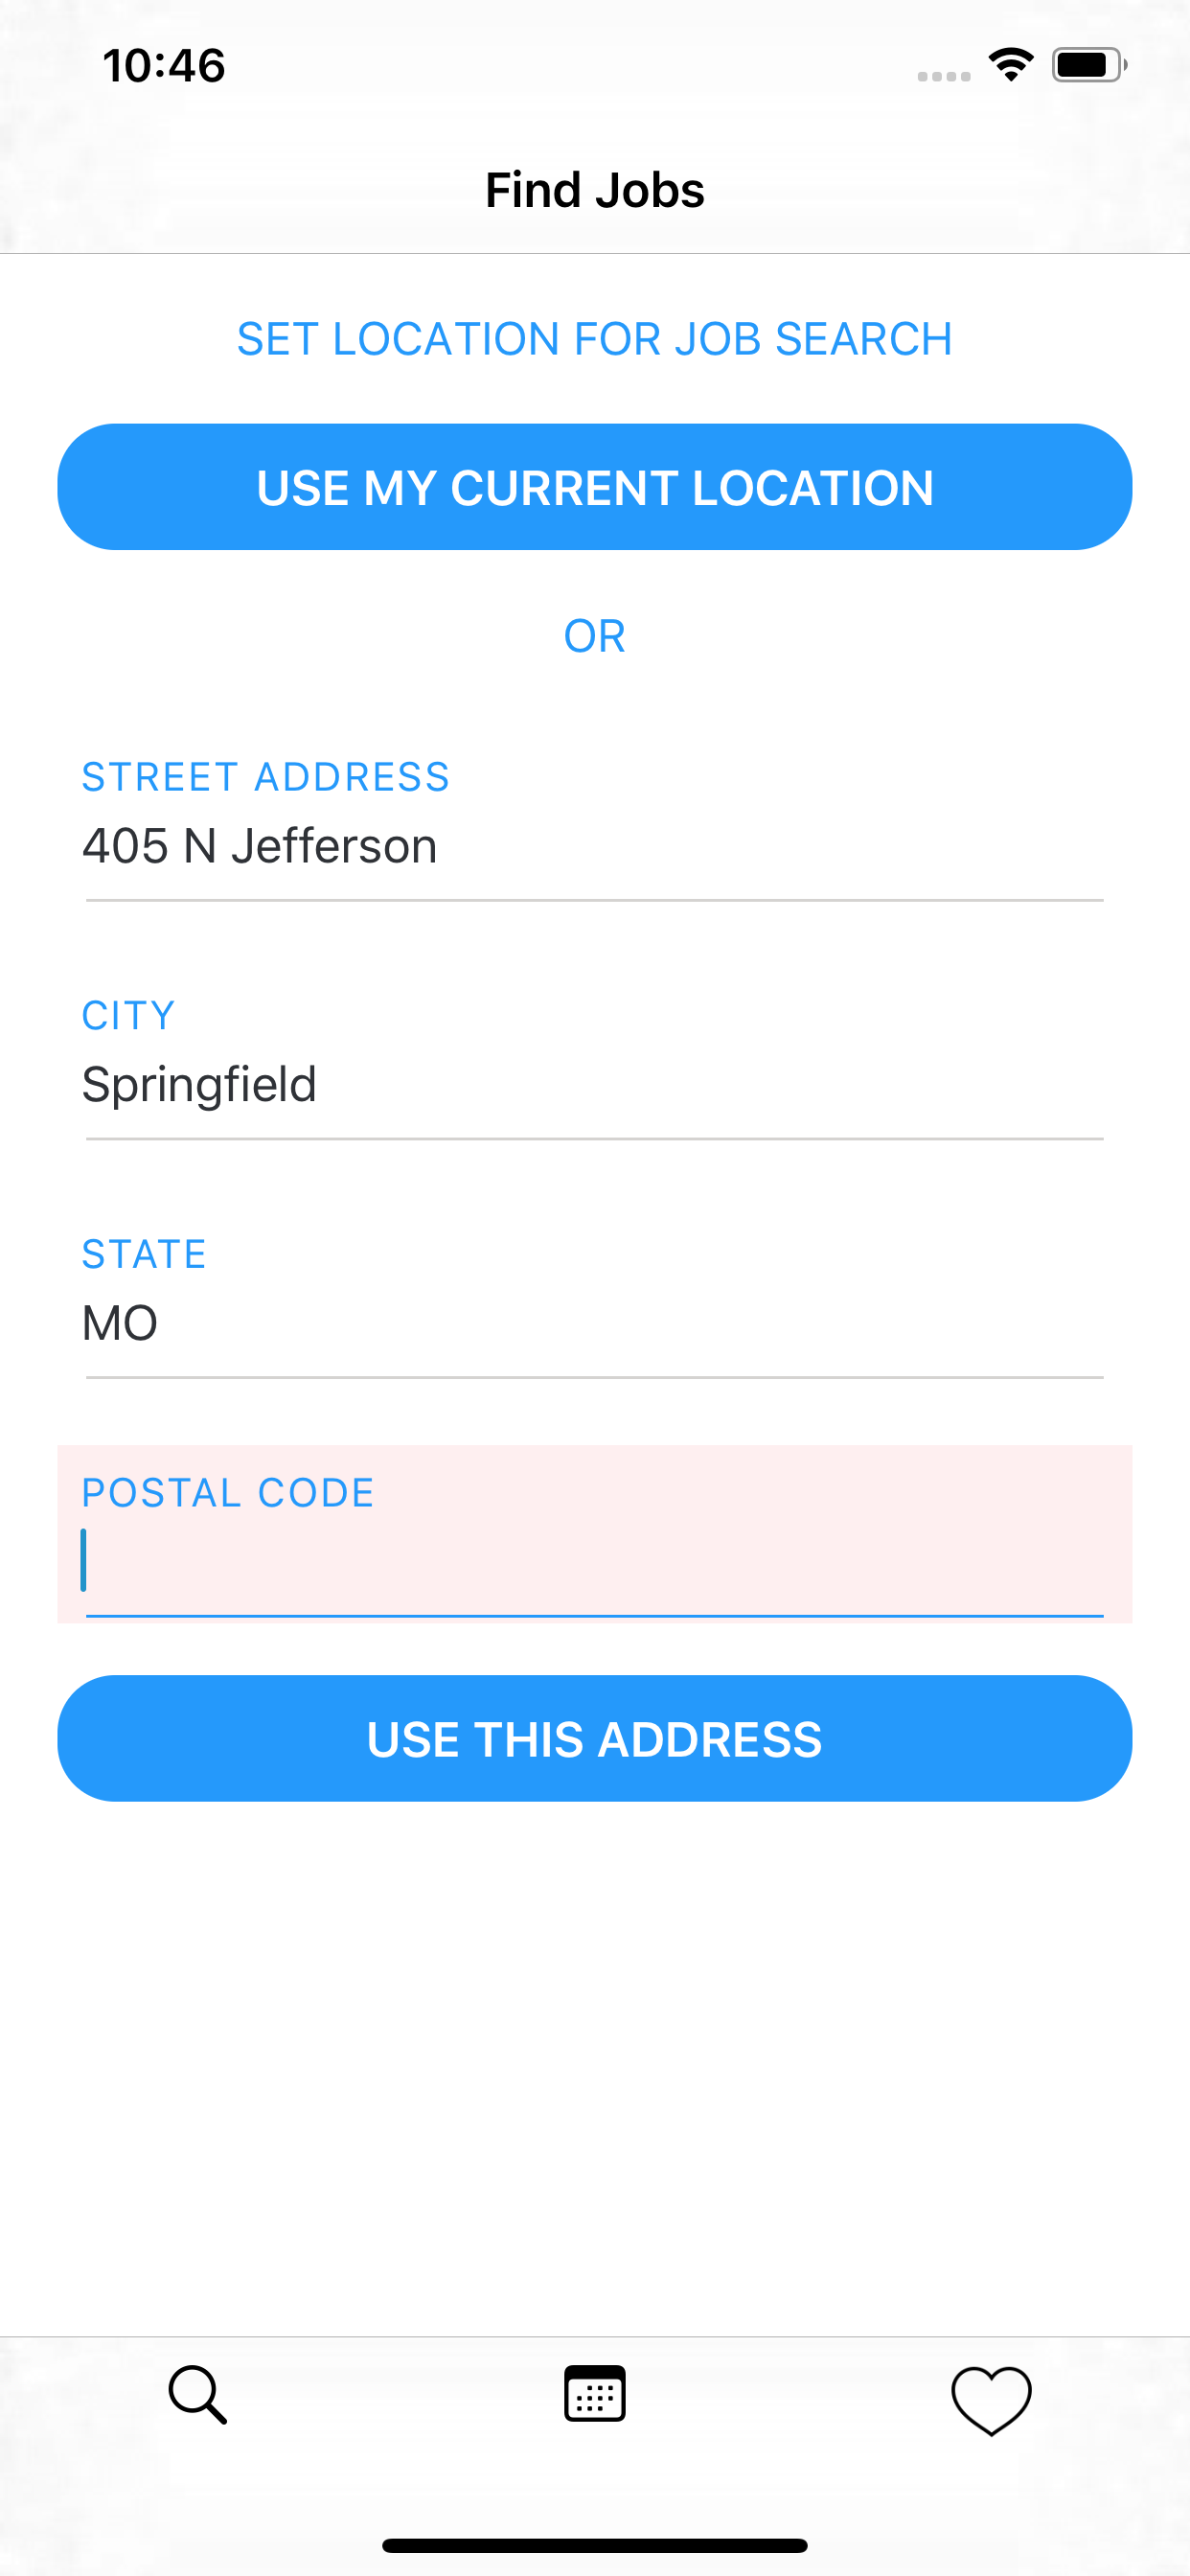 10:46
Find Jobs
SET LOCATION FOR JOB SEARCH
USE MY CURRENT LOCATION
OR
STREET ADDRESS
405 N Jefferson
CITY
Springfield
STATE
MO
POSTAL CODE
USE THIS ADDRESS